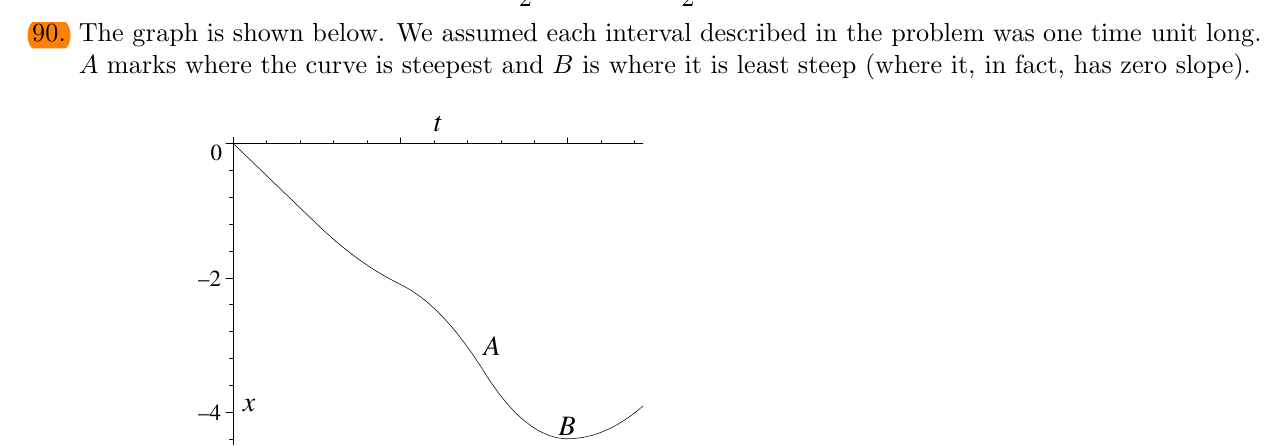 2 2
90. The graph is shown below. We assumed each interval described in the problem was one time unit long.
A marks where the curve is steepest and B is where it is least steep (where it, in fact, has zero slope).
t
0
–2
A
–4 x
B